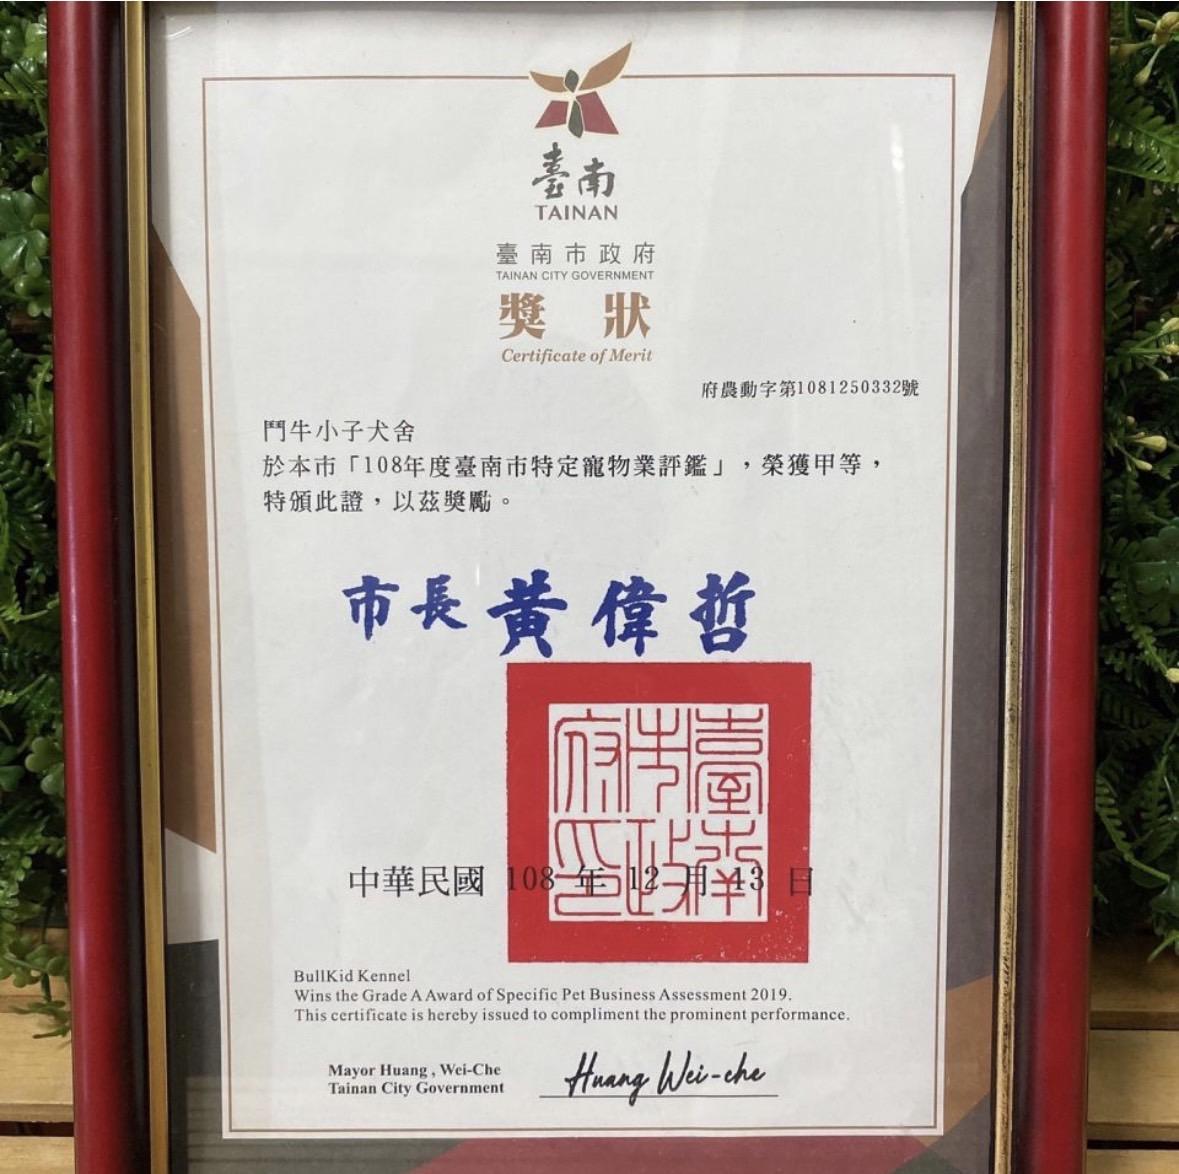 臺南
TAINAN
臺南市政府
TAINAN CITY GOVERNMENT
獎狀
Certificate of Merit
府農動字第1081250332號
鬥牛小子犬舍
於本市「108年度臺南市特定寵物業評鑑」，榮獲甲等，
特頒此證，以茲獎勵。
市長黃偉哲
臺南市政府印
中華民國 108 年 12 月 13 日
BullKid Kennel
Wins the Grade A Award of Specific Pet Business Assessment 2019.
This certificate is hereby issued to compliment the prominent performance.
Mayor Huang , Wei-Che
Tainan City Government
Huang Wei-che